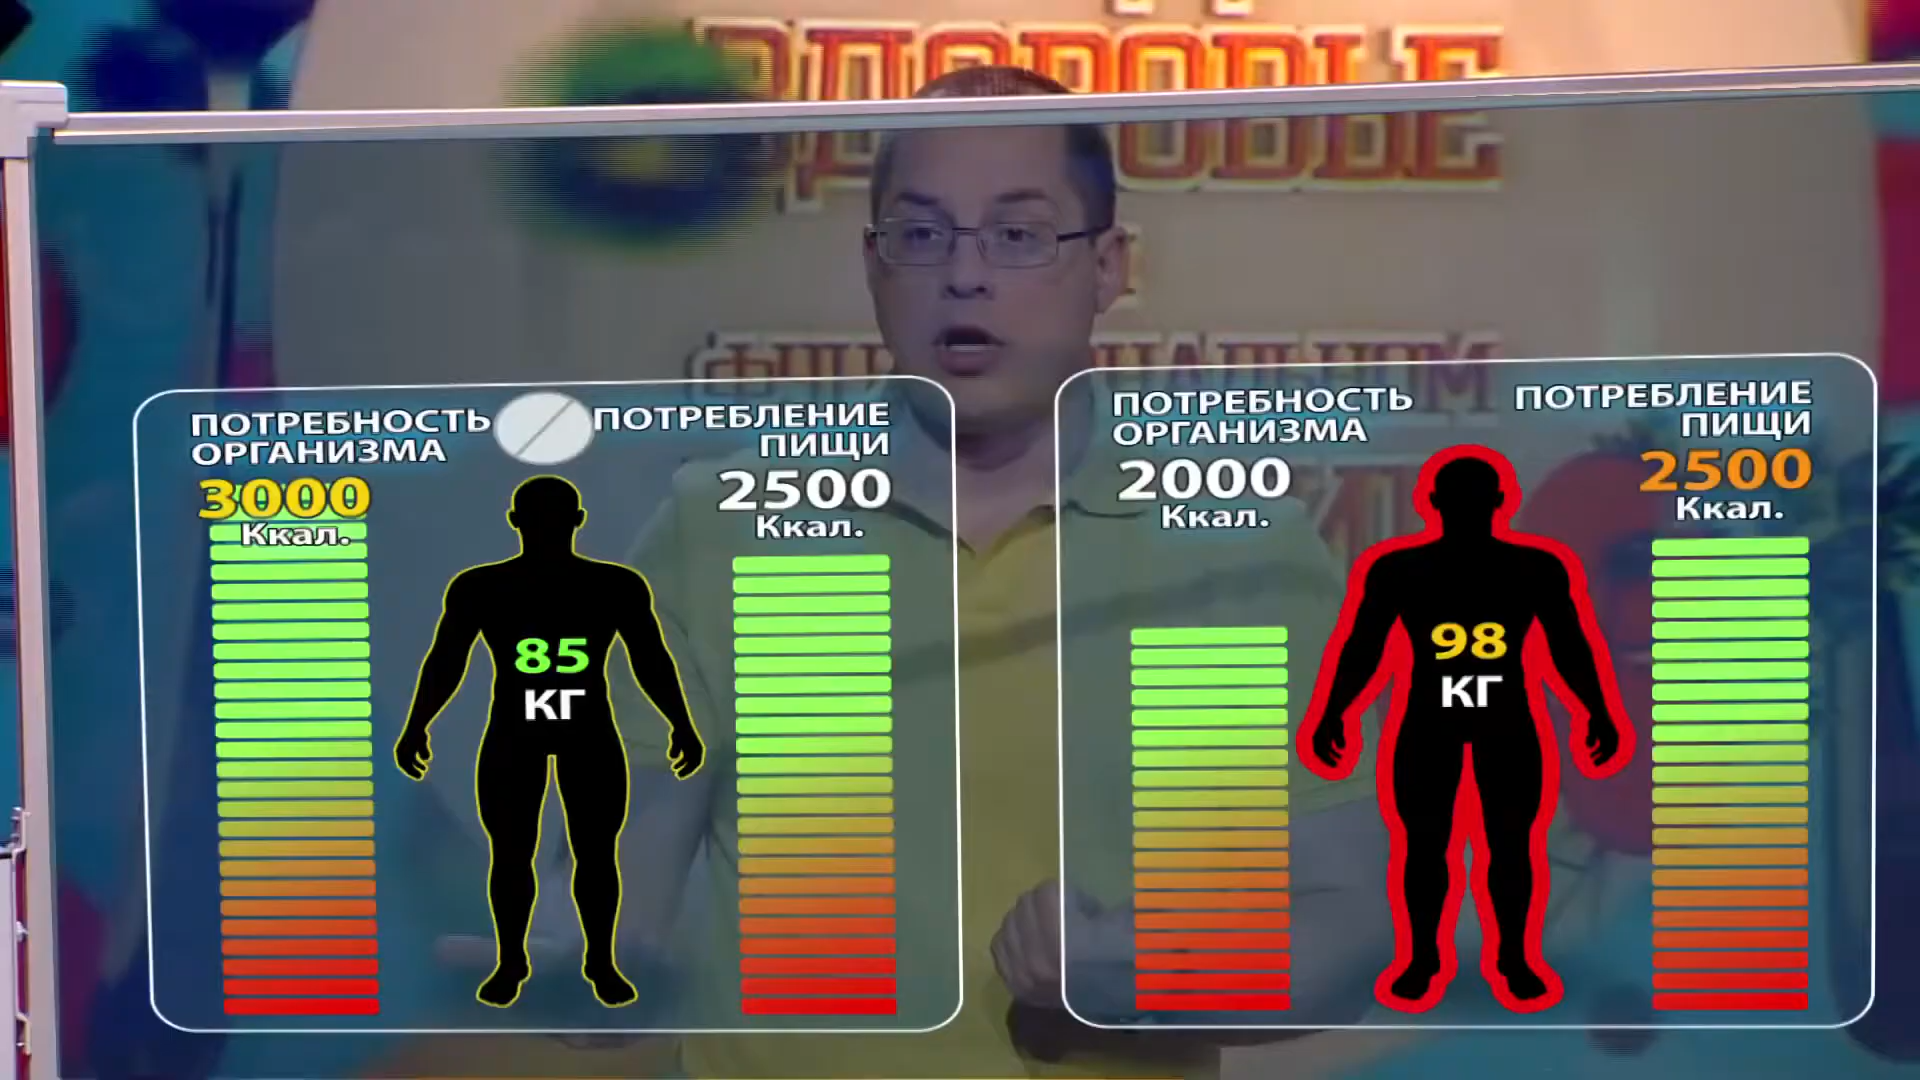 ЗДОРОВЬЕ
ПОТРЕБНОСТЬ
ОРГАНИЗМА
3000
Ккал.
ПОТРЕБЛЕНИЕ
ПИЩИ
2500
Ккал.
85
КГ
ПОТРЕБНОСТЬ
ОРГАНИЗМА
2000
Ккал.
ПОТРЕБЛЕНИЕ
ПИЩИ
2500
Ккал.
98
КГ